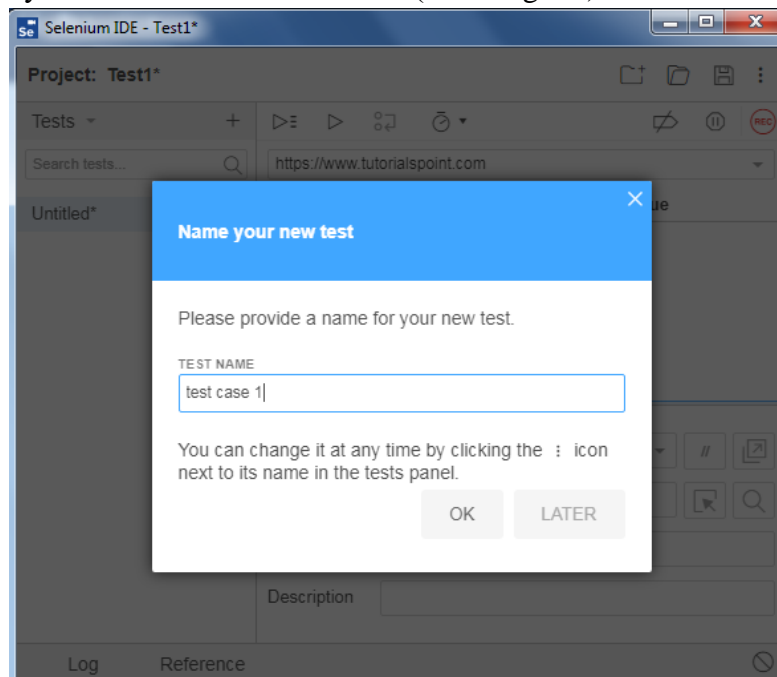 Se Selenium IDE - Test1*
Project: Test1*
Tests
Search tests...
https://www.tutorialspoint.com
Untitled*
ue
Name your new test
Please provide a name for your new test.
TEST NAME
test case 1
You can change it at any time by clicking the ⋮ icon
next to its name in the tests panel.
OK LATER
//
Description
Log Reference
REC